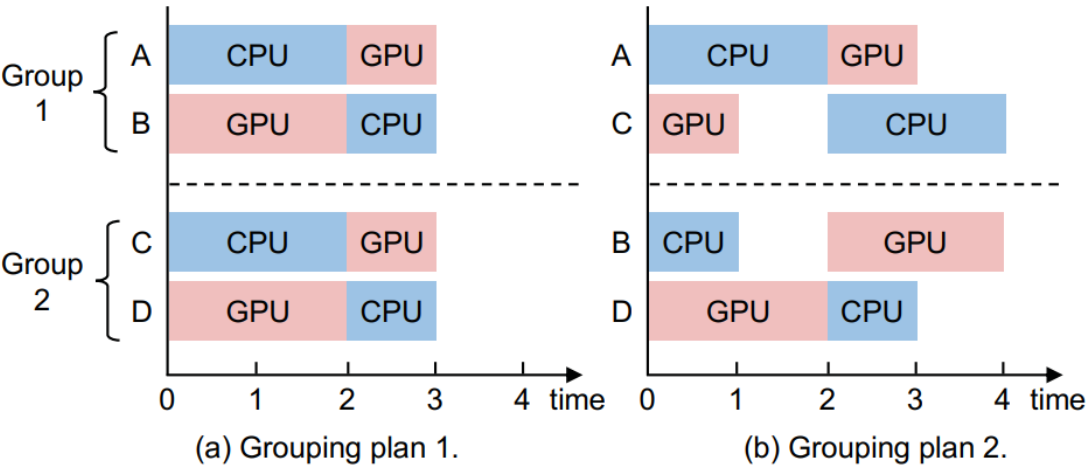 Group
1
A
CPU
GPU
B
GPU
CPU
Group
2
C
CPU
GPU
D
GPU
CPU
0 1 2 3 4 time
(a) Grouping plan 1.
A
CPU
GPU
C
GPU
CPU
B
CPU
GPU
D
GPU
CPU
0 1 2 3 4 time
(b) Grouping plan 2.